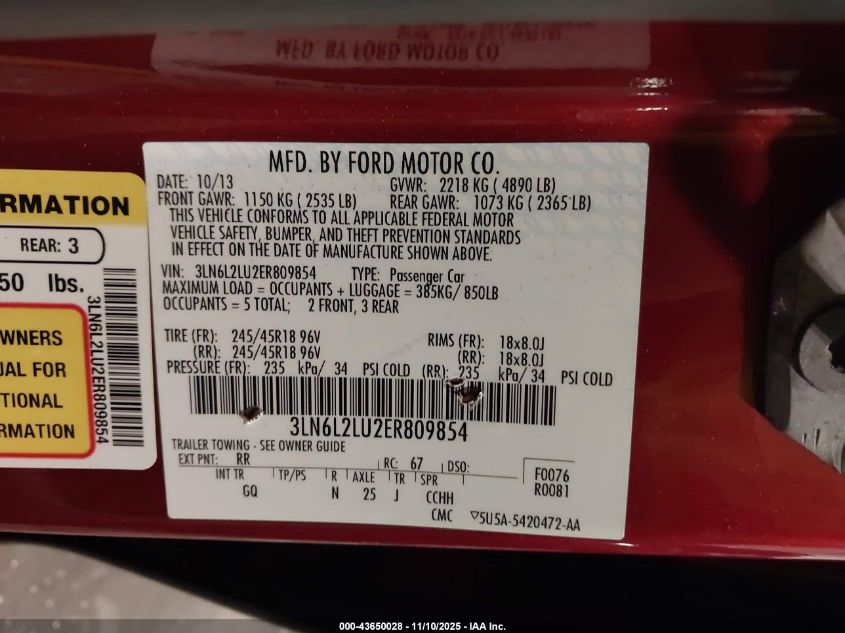 MFD. BY FORD MOTOR CO.
MFD. BY FORD MOTOR CO.
DATE: 10/13 GVWR: 2218 KG ( 4890 LB)
FRONT GAWR: 1150 KG ( 2535 LB) REAR GAWR: 1073 KG ( 2365 LB)
THIS VEHICLE CONFORMS TO ALL APPLICABLE FEDERAL MOTOR
VEHICLE SAFETY, BUMPER, AND THEFT PREVENTION STANDARDS
IN EFFECT ON THE DATE OF MANUFACTURE SHOWN ABOVE.
VIN: 3LN6L2LU2ER809854 TYPE: Passenger Car
MAXIMUM LOAD = OCCUPANTS + LUGGAGE = 385KG/ 850LB
OCCUPANTS = 5 TOTAL; 2 FRONT, 3 REAR
TIRE (FR): 245/45R18 96V RIMS (FR): 18x8.0J
(RR): 245/45R18 96V (RR): 18x8.0J
PRESSURE (FR): 235 kPa/ 34 PSI COLD (RR): 235 kPa/ 34 PSI COLD
3LN6L2LU2ER809854
TRAILER TOWING - SEE OWNER GUIDE
EXT PNT: RR RC: 67 DSO:
INT TR TP/PS R AXLE TR SPR
GQ N 25 J CCHH
F0076
R0081
CMC 5U5A-5420472-AA
RMATION
REAR: 3
50 lbs.
WNERS
UAL FOR
TIONAL
ORMATION
3LN6L2LU2ER809854
000-43650028 - 11/10/2025 - IAA Inc.